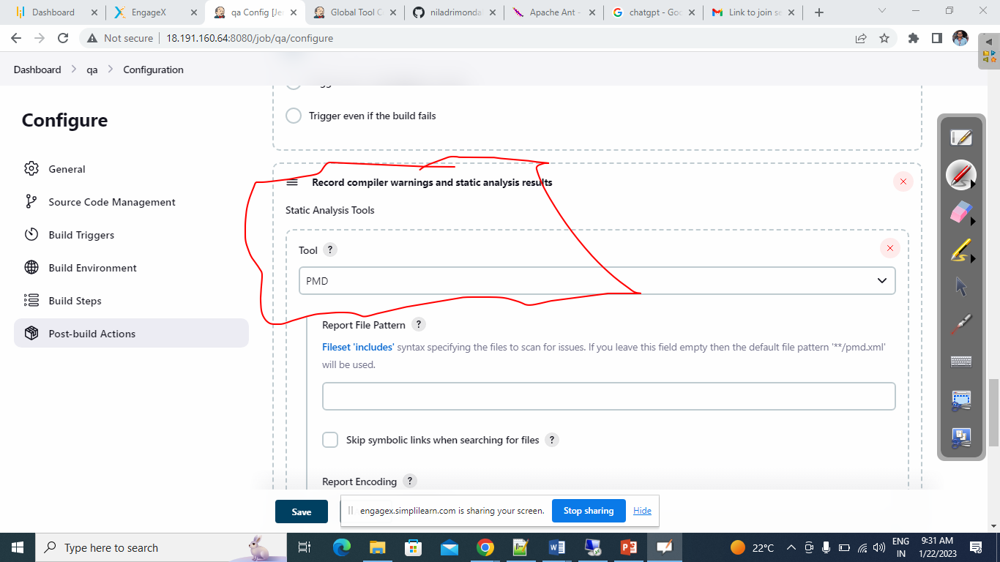 Dashboard
EngageX
qa Config [Je
Global Tool C
niladrimonda
Apache Ant -
chatgpt - Goo
Link to join se
Not secure
18.191.160.64:8080/job/qa/configure
Dashboard
qa
Configuration
Configure
General
Source Code Management
Build Triggers
Build Environment
Build Steps
Post-build Actions
Trigger even if the build fails
Record compiler warnings and static analysis results
Static Analysis Tools
Tool ?
PMD
Report File Pattern ?
Fileset 'includes' syntax specifying the files to scan for issues. If you leave this field empty then the default file pattern '**/pmd.xml'
will be used.
Skip symbolic links when searching for files ?
Report Encoding ?
Save
engagex.simplilearn.com is sharing your screen.
Stop sharing
Hide
Type here to search
22°C
ENG
IN
9:31 AM
1/22/2023